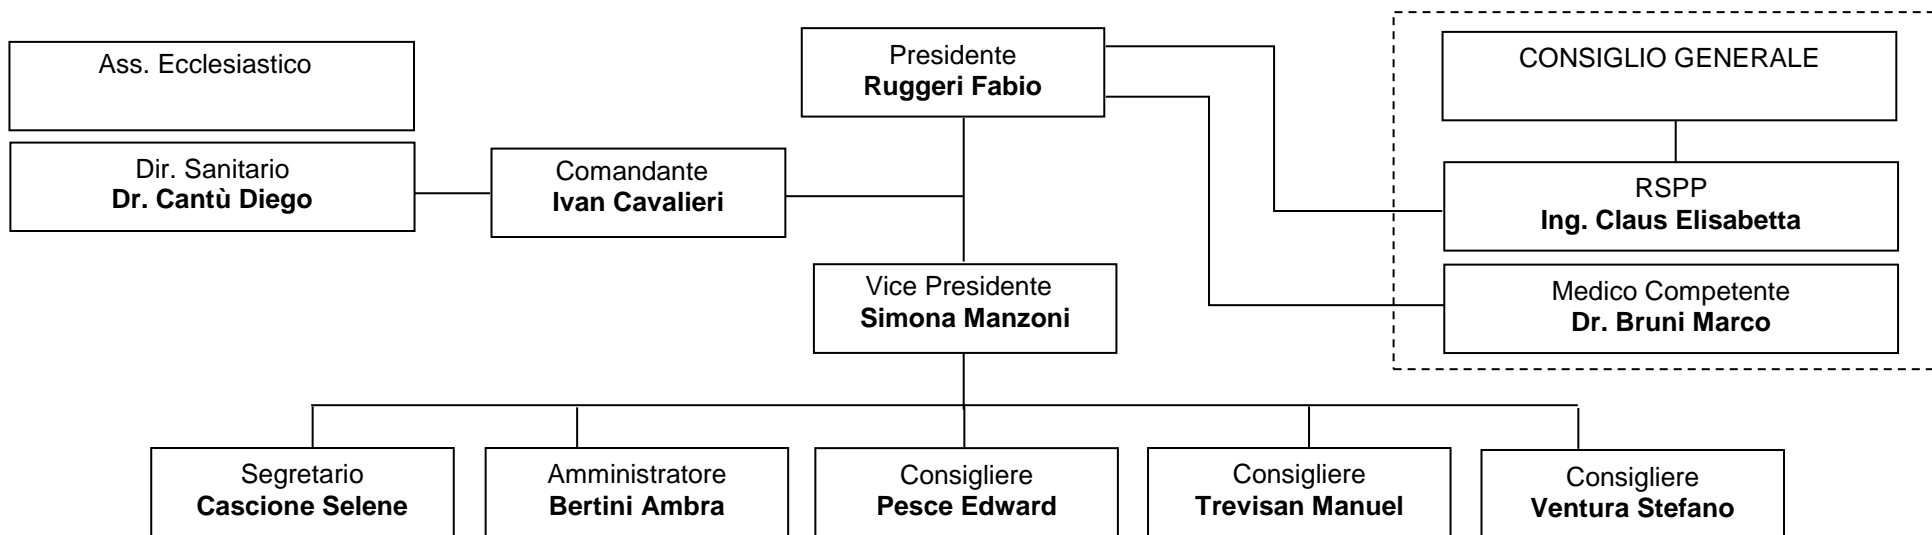 Ass. Ecclesiastico
Presidente
Ruggeri Fabio
CONSIGLIO GENERALE
Dir. Sanitario
Dr. Cantù Diego
Comandante
Ivan Cavalieri
RSPP
Ing. Claus Elisabetta
Vice Presidente
Simona Manzoni
Medico Competente
Dr. Bruni Marco
Segretario
Cascione Selene
Amministratore
Bertini Ambra
Consigliere
Pesce Edward
Consigliere
Trevisan Manuel
Consigliere
Ventura Stefano